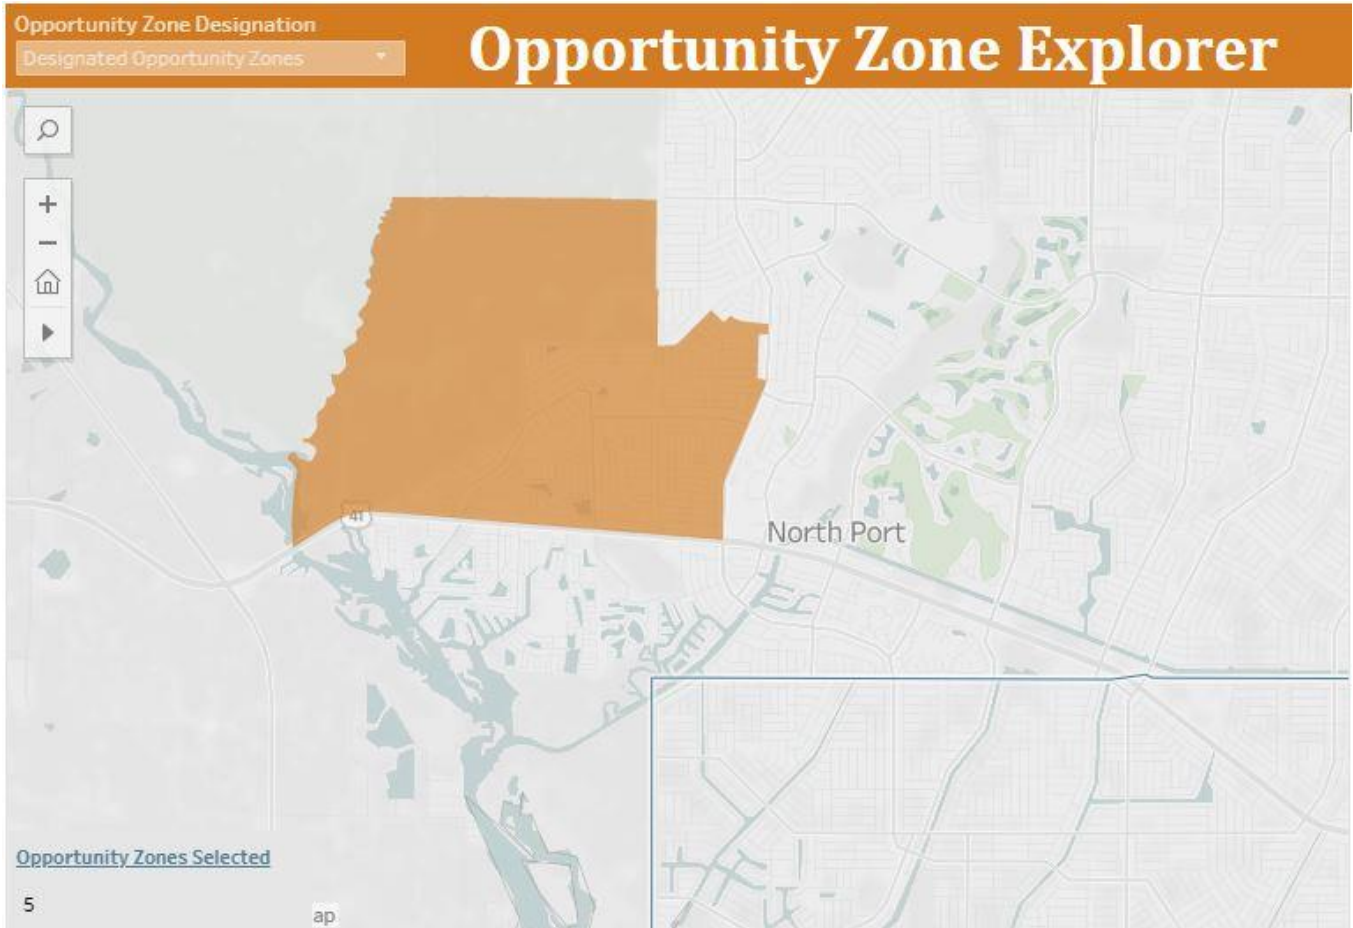 Opportunity Zone Designation
Designated Opportunity Zones
Opportunity Zone Explorer
41
North Port
Opportunity Zones Selected
5
ap